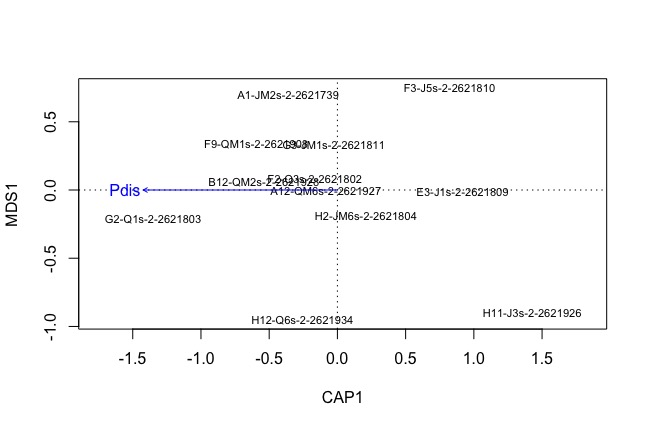 A1-JM2s-2-2621739
F3-J5s-2-2621810
0.5
F9-QM1s-2-2621908
G3-JM1s-2-2621811
F2-Q3s-2-2621802
B12-QM2s-2-2621928
Pdis
0.0
A12-QM6s-2-2621927
E3-J1s-2-2621809
MDS1
G2-Q1s-2-2621803
H2-JM6s-2-2621804
-0.5
H12-Q6s-2-2621934
H11-J3s-2-2621926
-1.0
-1.5 -1.0 -0.5 0.0 0.5 1.0 1.5
CAP1